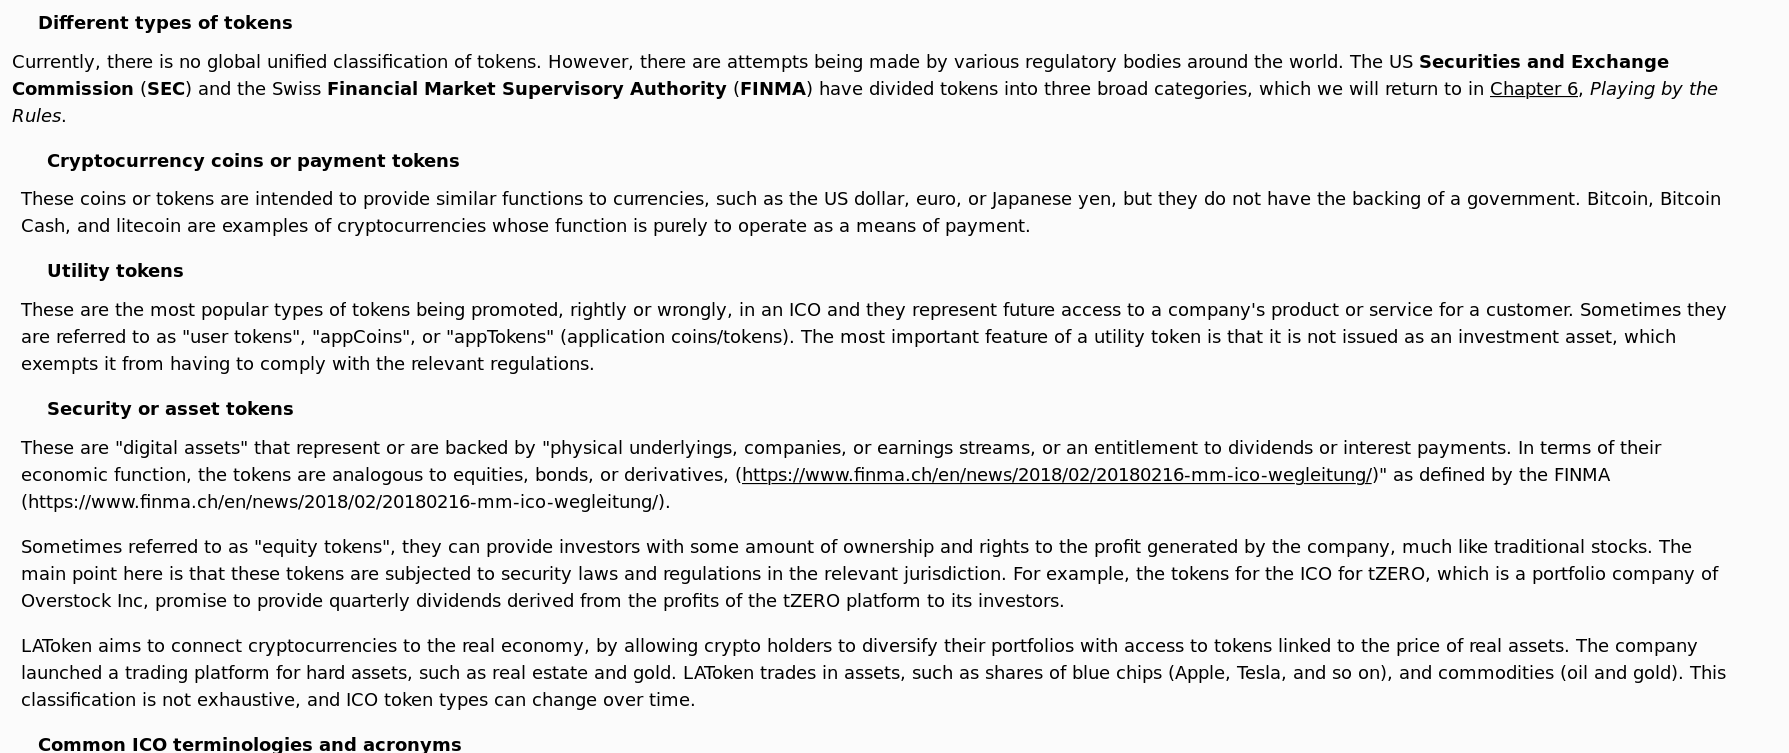 Different types of tokens
Currently, there is no global unified classification of tokens. However, there are attempts being made by various regulatory bodies around the world. The US Securities and Exchange
Commission (SEC) and the Swiss Financial Market Supervisory Authority (FINMA) have divided tokens into three broad categories, which we will return to in Chapter 6, Playing by the
Rules.
Cryptocurrency coins or payment tokens
These coins or tokens are intended to provide similar functions to currencies, such as the US dollar, euro, or Japanese yen, but they do not have the backing of a government. Bitcoin, Bitcoin
Cash, and litecoin are examples of cryptocurrencies whose function is purely to operate as a means of payment.
Utility tokens
These are the most popular types of tokens being promoted, rightly or wrongly, in an ICO and they represent future access to a company's product or service for a customer. Sometimes they
are referred to as "user tokens", "appCoins", or "appTokens" (application coins/tokens). The most important feature of a utility token is that it is not issued as an investment asset, which
exempts it from having to comply with the relevant regulations.
Security or asset tokens
These are "digital assets" that represent or are backed by "physical underlyings, companies, or earnings streams, or an entitlement to dividends or interest payments. In terms of their
economic function, the tokens are analogous to equities, bonds, or derivatives, (https://www.finma.ch/en/news/2018/02/20180216-mm-ico-wegleitung/)" as defined by the FINMA
(https://www.finma.ch/en/news/2018/02/20180216-mm-ico-wegleitung/).
Sometimes referred to as "equity tokens", they can provide investors with some amount of ownership and rights to the profit generated by the company, much like traditional stocks. The
main point here is that these tokens are subjected to security laws and regulations in the relevant jurisdiction. For example, the tokens for the ICO for tZERO, which is a portfolio company of
Overstock Inc, promise to provide quarterly dividends derived from the profits of the tZERO platform to its investors.
LAToken aims to connect cryptocurrencies to the real economy, by allowing crypto holders to diversify their portfolios with access to tokens linked to the price of real assets. The company
launched a trading platform for hard assets, such as real estate and gold. LAToken trades in assets, such as shares of blue chips (Apple, Tesla, and so on), and commodities (oil and gold). This
classification is not exhaustive, and ICO token types can change over time.
Common ICO terminologies and acronyms